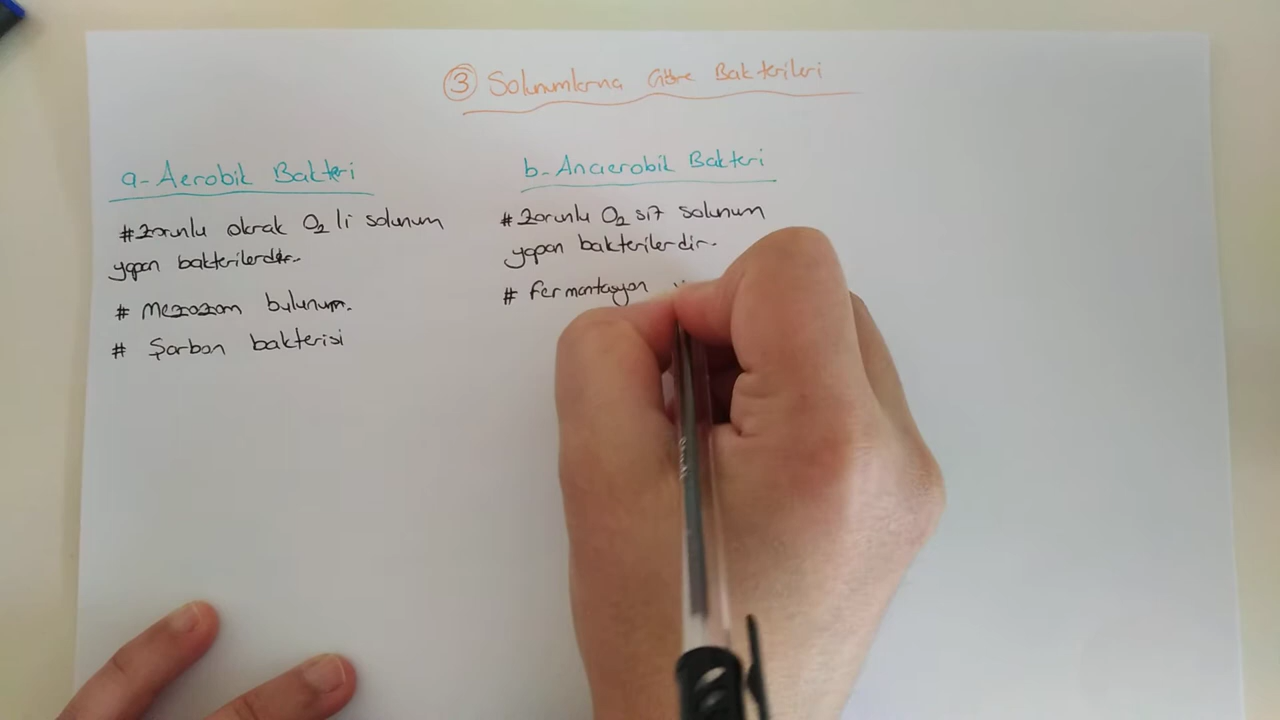 ③ Solunumlarına Göre Bakterileri
a- Aerobik Bakteri
#Zorunlu olarak O₂ li solunum
yapan bakterilerdir.
# Mezozom bulunur.
# Şarbon bakterisi
b- Anaerobik Bakteri
#Zorunlu O₂ siz solunum
yapan bakterilerdir.
# Fermantasyon